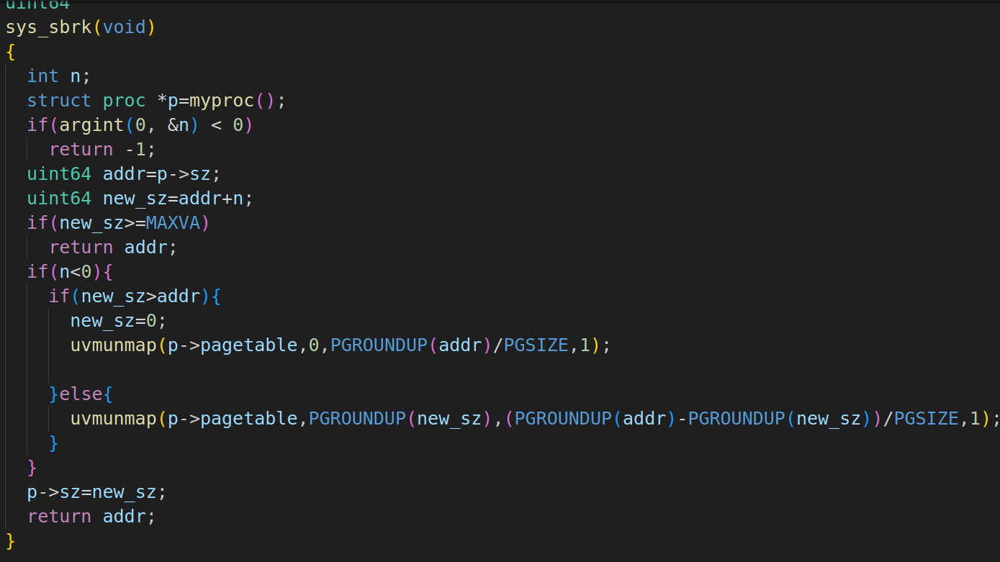 uint64
sys_sbrk(void)
{
  int n;
  struct proc *p=myproc();
  if(argint(0, &n) < 0)
    return -1;
  uint64 addr=p->sz;
  uint64 new_sz=addr+n;
  if(new_sz>=MAXVA)
    return addr;
  if(n<0){
    if(new_sz>addr){
      new_sz=0;
      uvmunmap(p->pagetable,0,PGROUNDUP(addr)/PGSIZE,1);

    }else{
      uvmunmap(p->pagetable,PGROUNDUP(new_sz),(PGROUNDUP(addr)-PGROUNDUP(new_sz))/PGSIZE,1);
    }
  }
  p->sz=new_sz;
  return addr;
}